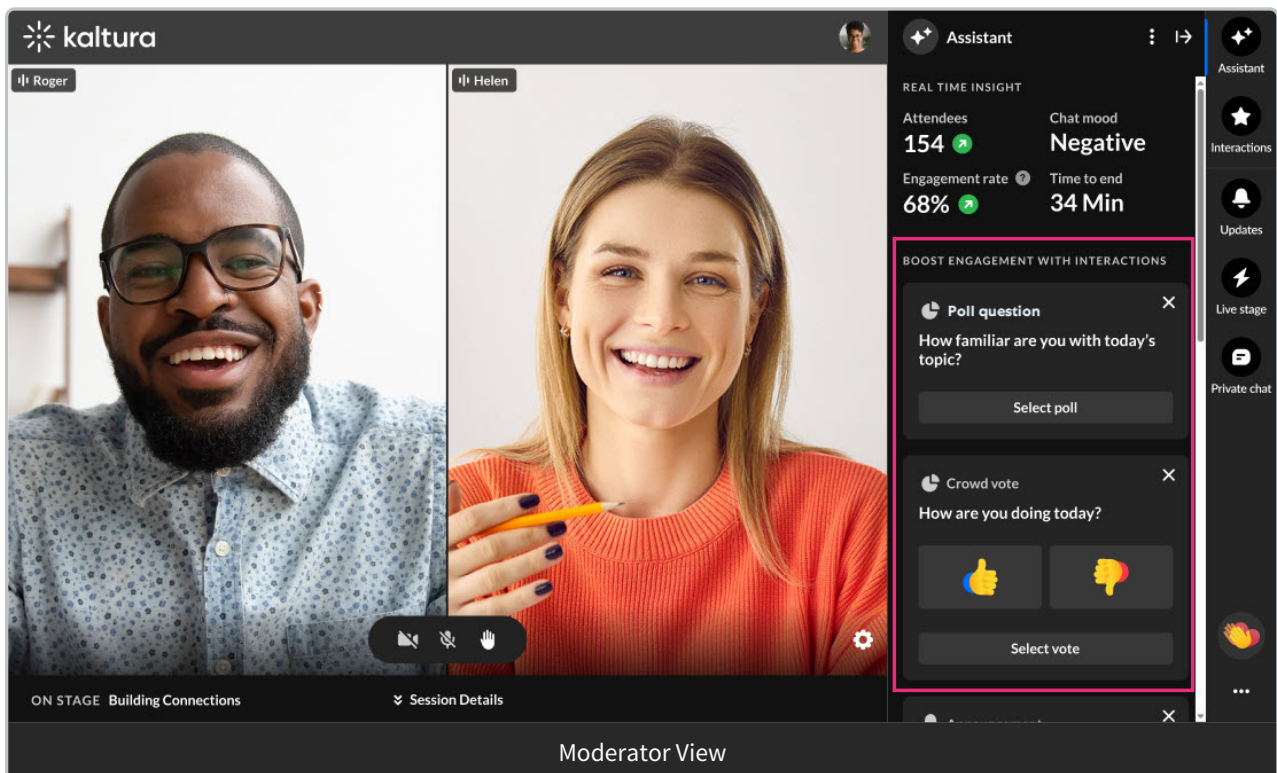 kaltura
Roger
Helen
ON STAGE Building Connections
Session Details
Assistant
REAL TIME INSIGHT
Attendees
154
Chat mood
Negative
Engagement rate ?
68%
Time to end
34 Min
BOOST ENGAGEMENT WITH INTERACTIONS
Poll question
How familiar are you with today's
topic?
Select poll
Crowd vote
How are you doing today?
Select vote
Assistant
Interactions
Updates
Live stage
Private chat
Moderator View